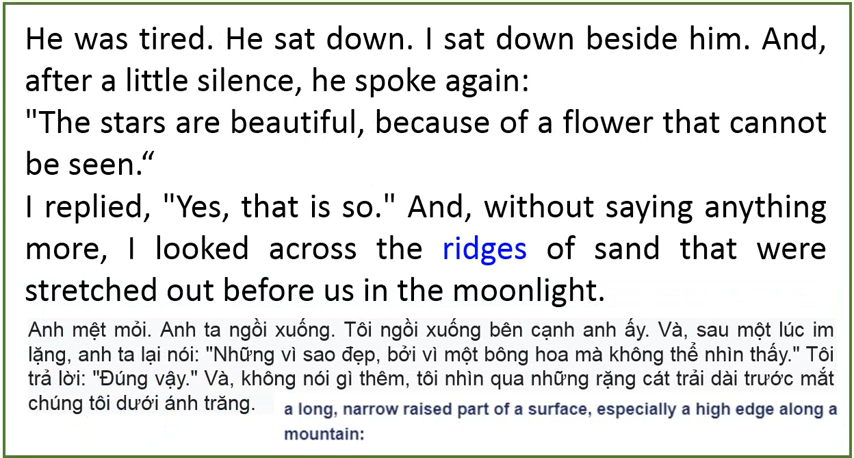 He was tired. He sat down. I sat down beside him. And,
after a little silence, he spoke again:
"The stars are beautiful, because of a flower that cannot
be seen.“
I replied, "Yes, that is so." And, without saying anything
more, I looked across the ridges of sand that were
stretched out before us in the moonlight.
Anh mệt mỏi. Anh ta ngồi xuống. Tôi ngồi xuống bên cạnh anh ấy. Và, sau một lúc im
lặng, anh ta lại nói: "Những vì sao đẹp, bởi vì một bông hoa mà không thể nhìn thấy." Tôi
trả lời: "Đúng vậy." Và, không nói gì thêm, tôi nhìn qua những rặng cát trải dài trước mắt
chúng tôi dưới ánh trăng.
a long, narrow raised part of a surface, especially a high edge along a
mountain: